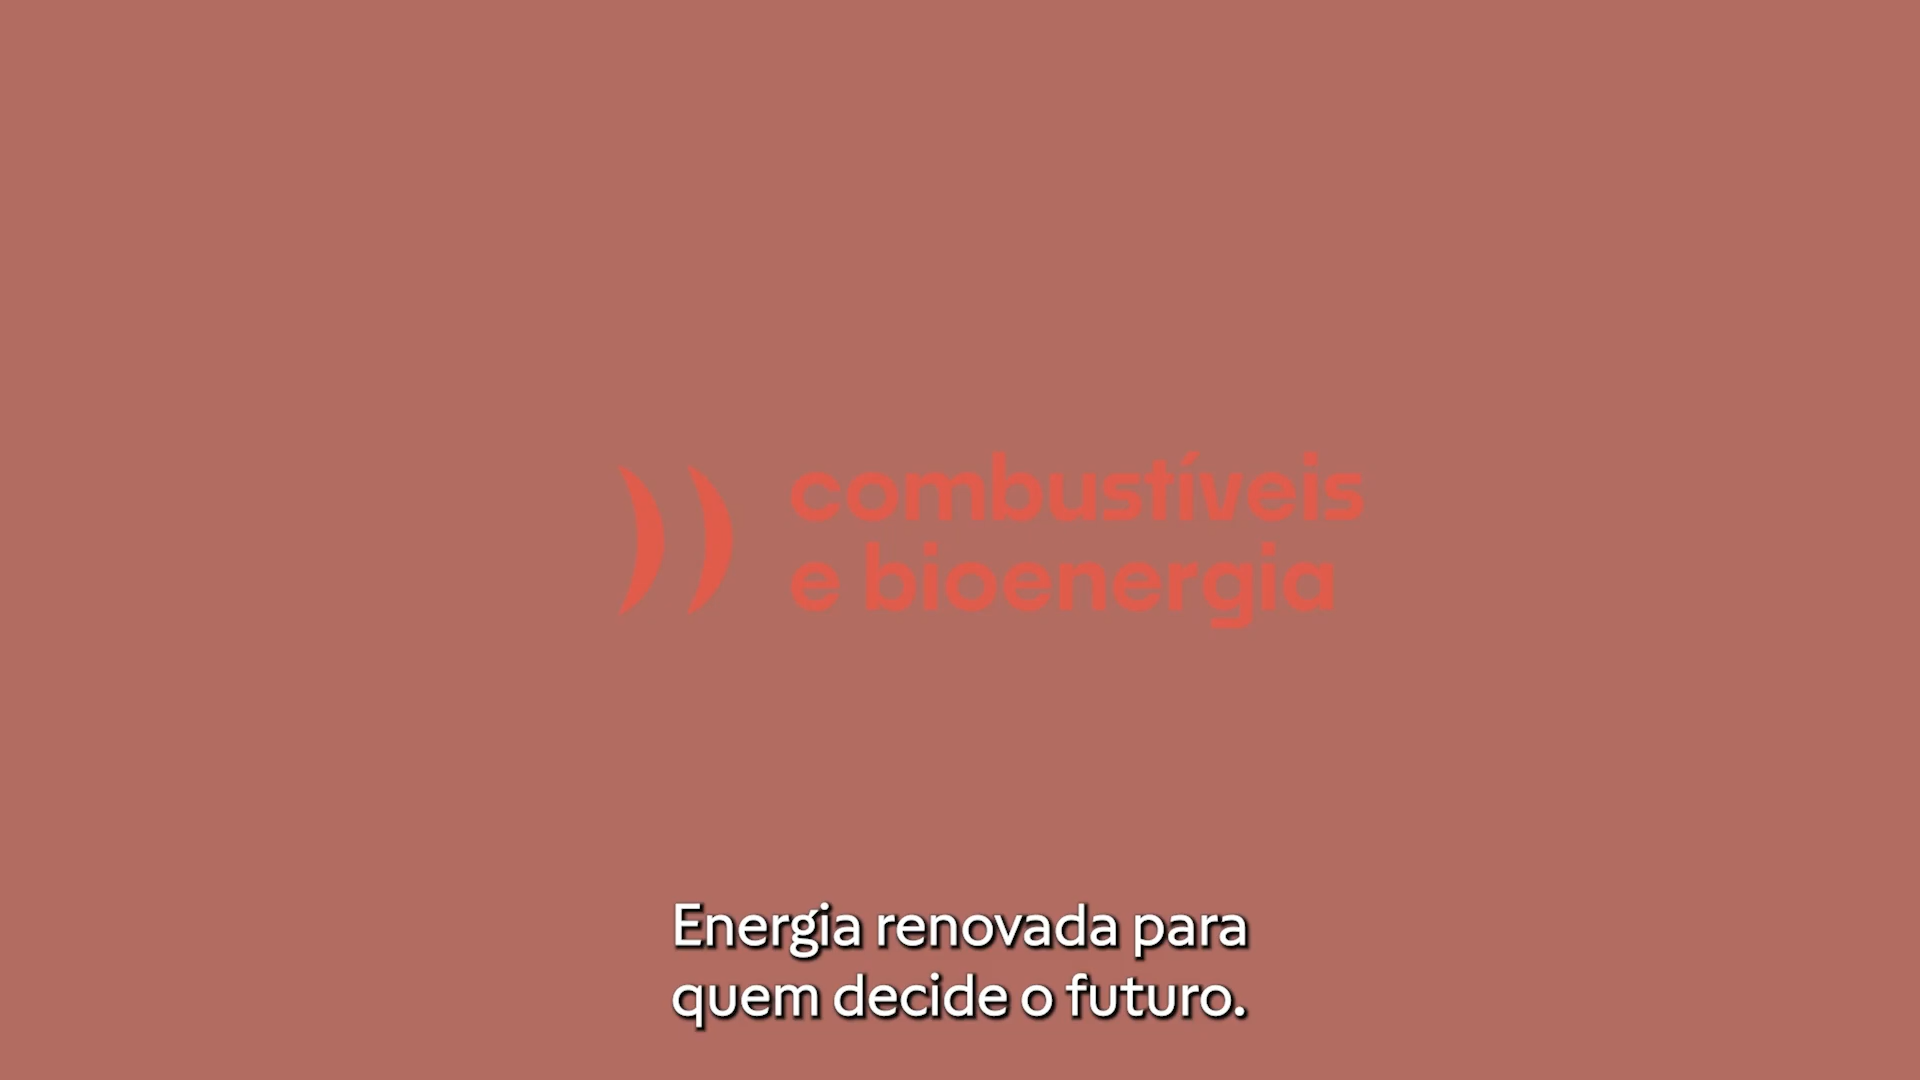 combustíveis
e bioenergia
Energia renovada para
quem decide o futuro.